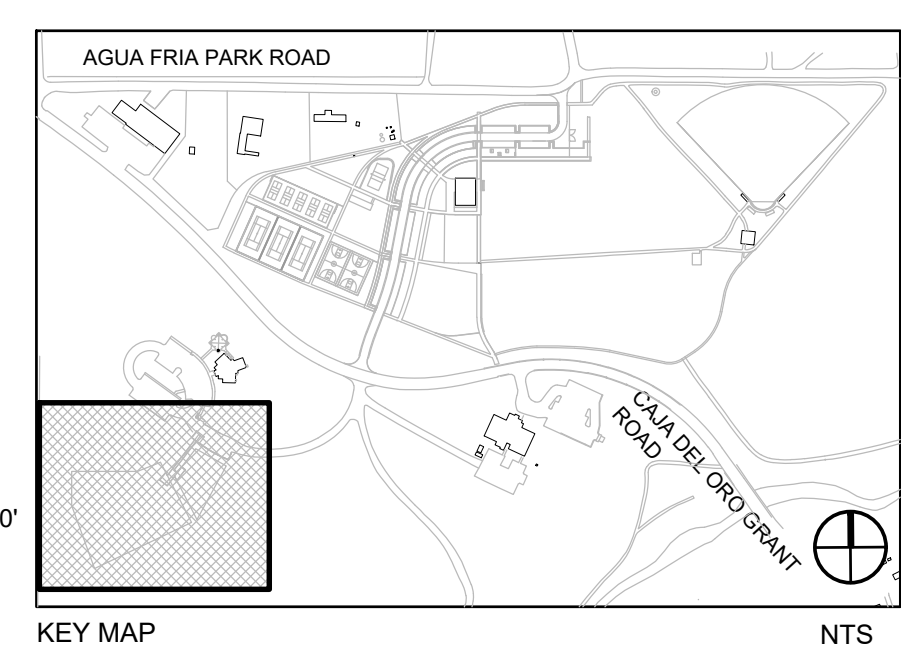 AGUA FRIA PARK ROAD
CAJA DEL ORO GRANT
ROAD
0'
KEY MAP
NTS